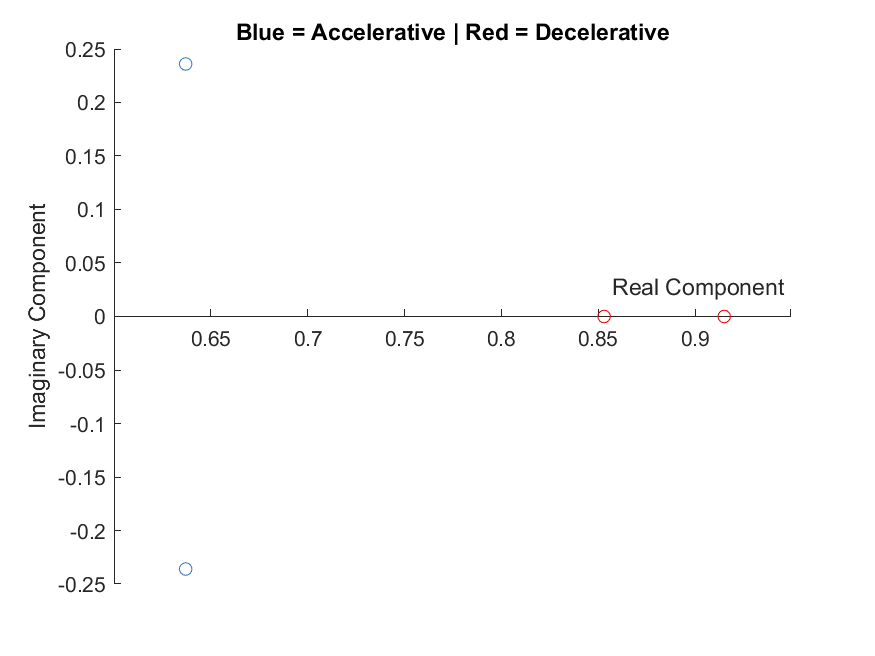 Blue = Accelerative | Red = Decelerative
0.25
0.2
0.15
0.1
0.05
0
-0.05
-0.1
-0.15
-0.2
-0.25
Imaginary Component
Real Component
0.65 0.7 0.75 0.8 0.85 0.9